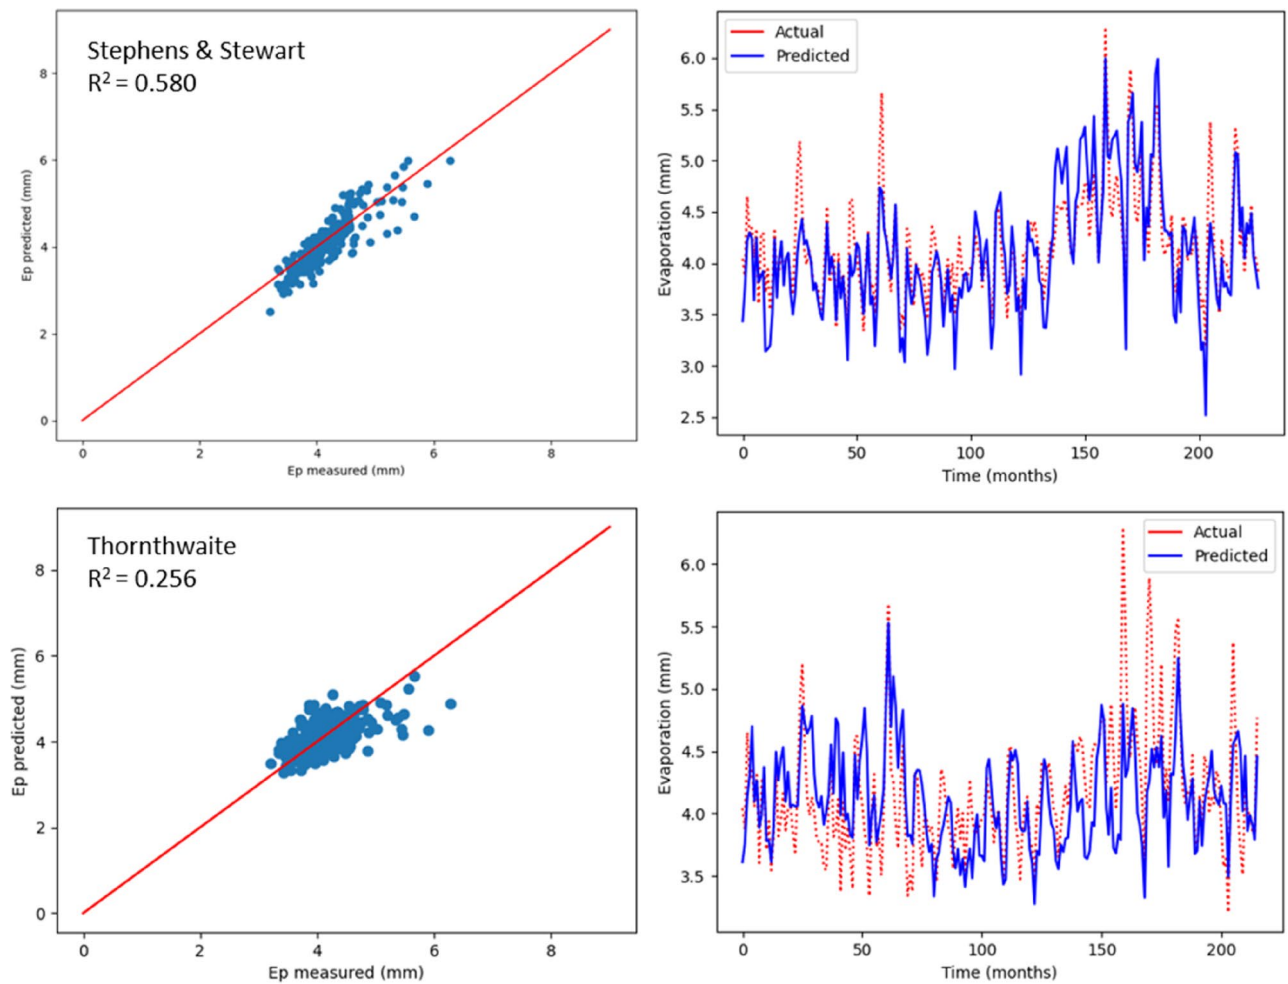 Stephens & Stewart
R² = 0.580
8
6
4
2
0
0 2 4 6 8
Ep predicted (mm)
Ep measured (mm)
Actual
Predicted
6.0
5.5
5.0
4.5
4.0
3.5
3.0
2.5
0 50 100 150 200
Evaporation (mm)
Time (months)
Thornthwaite
R² = 0.256
8
6
4
2
0
0 2 4 6 8
Ep predicted (mm)
Ep measured (mm)
Actual
Predicted
6.0
5.5
5.0
4.5
4.0
3.5
0 50 100 150 200
Evaporation (mm)
Time (months)